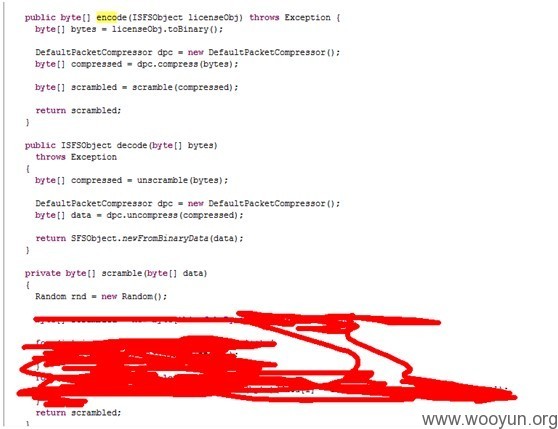 public byte[] encode(ISFSObject licenseObj) throws Exception {
byte[] bytes = licenseObj.toBinary();
DefaultPacketCompressor dpc = new DefaultPacketCompressor();
byte[] compressed = dpc.compress(bytes);
byte[] scrambled = scramble(compressed);
return scrambled;
}
public ISFSObject decode(byte[] bytes)
throws Exception
{
byte[] compressed = unscramble(bytes);
DefaultPacketCompressor dpc = new DefaultPacketCompressor();
byte[] data = dpc.uncompress(compressed);
return SFSObject.newFromBinaryData(data);
}
private byte[] scramble(byte[] data)
{
Random rnd = new Random();
return scrambled;
}
www.wooyun.org